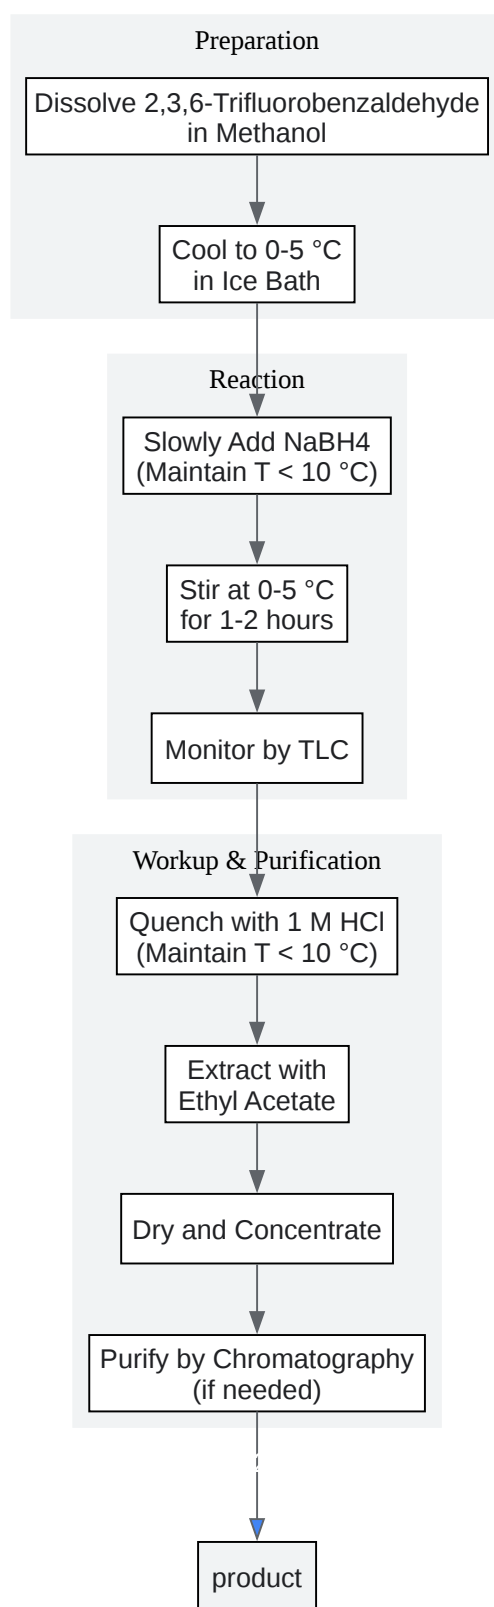 Preparation
Dissolve 2,3,6-Trifluorobenzaldehyde
in Methanol
Cool to 0-5 °C
in Ice Bath
Reaction
Slowly Add NaBH4
(Maintain T < 10 °C)
Stir at 0-5 °C
for 1-2 hours
Monitor by TLC
Workup & Purification
Quench with 1 M HCl
(Maintain T < 10 °C)
Extract with
Ethyl Acetate
Dry and Concentrate
Purify by Chromatography
(if needed)
product